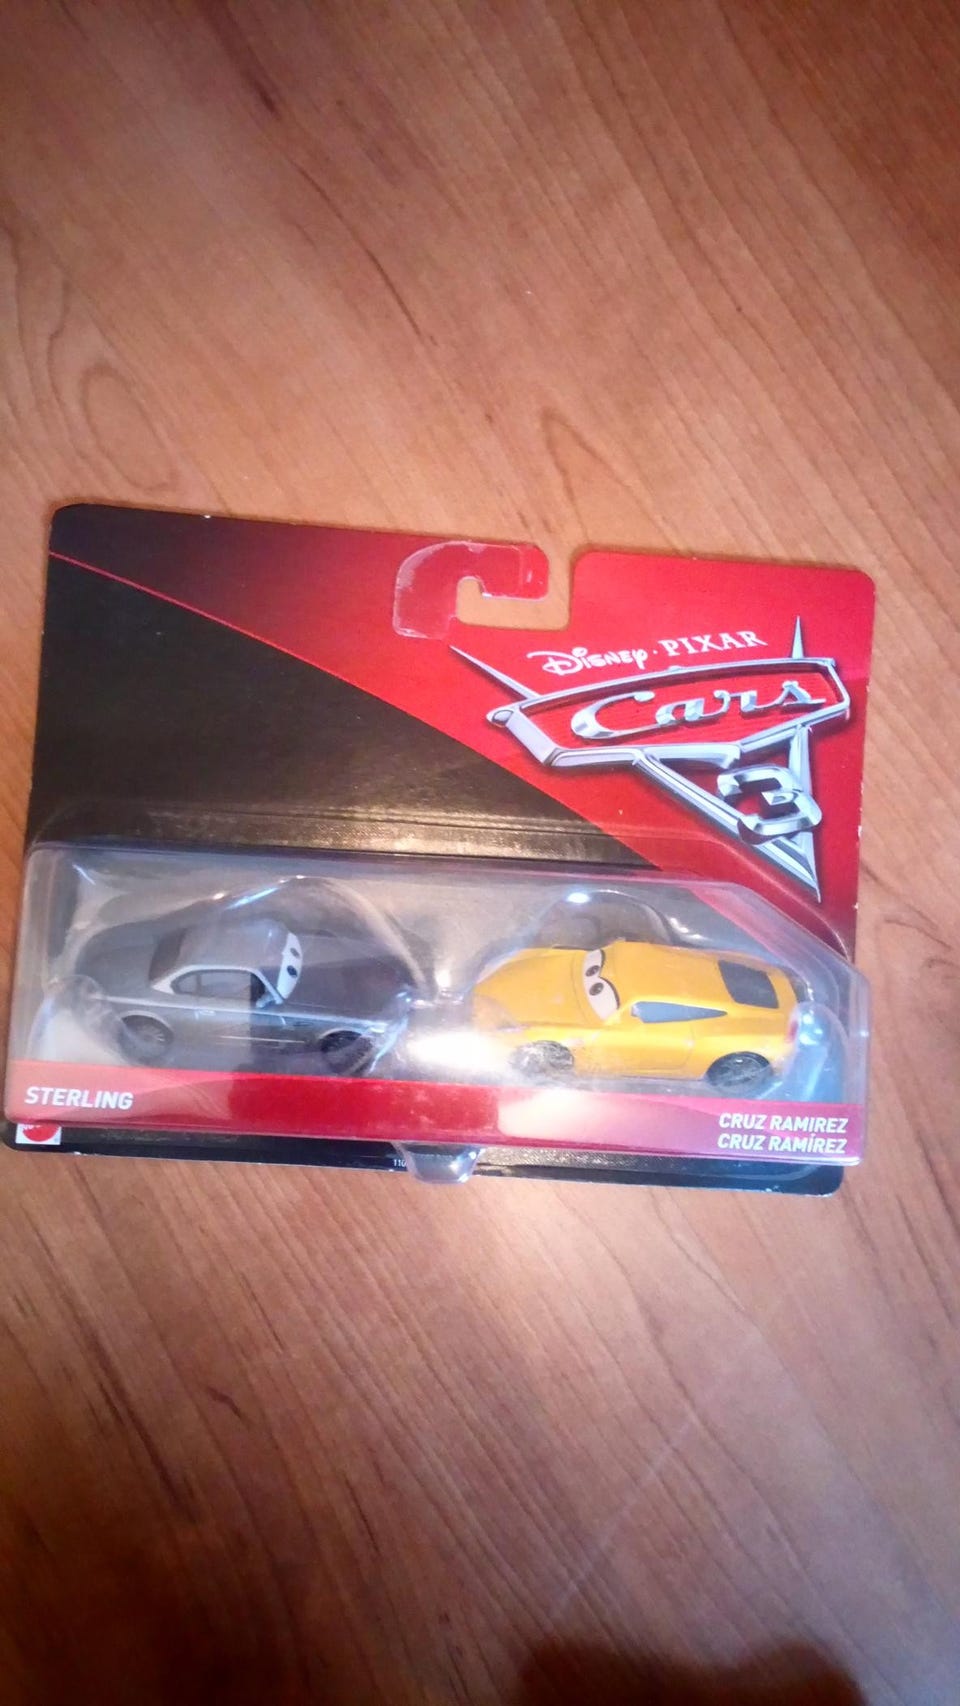 DISNEY · PIXAR
Cars
3
STERLING
CRUZ RAMIREZ
CRUZ RAMÍREZ